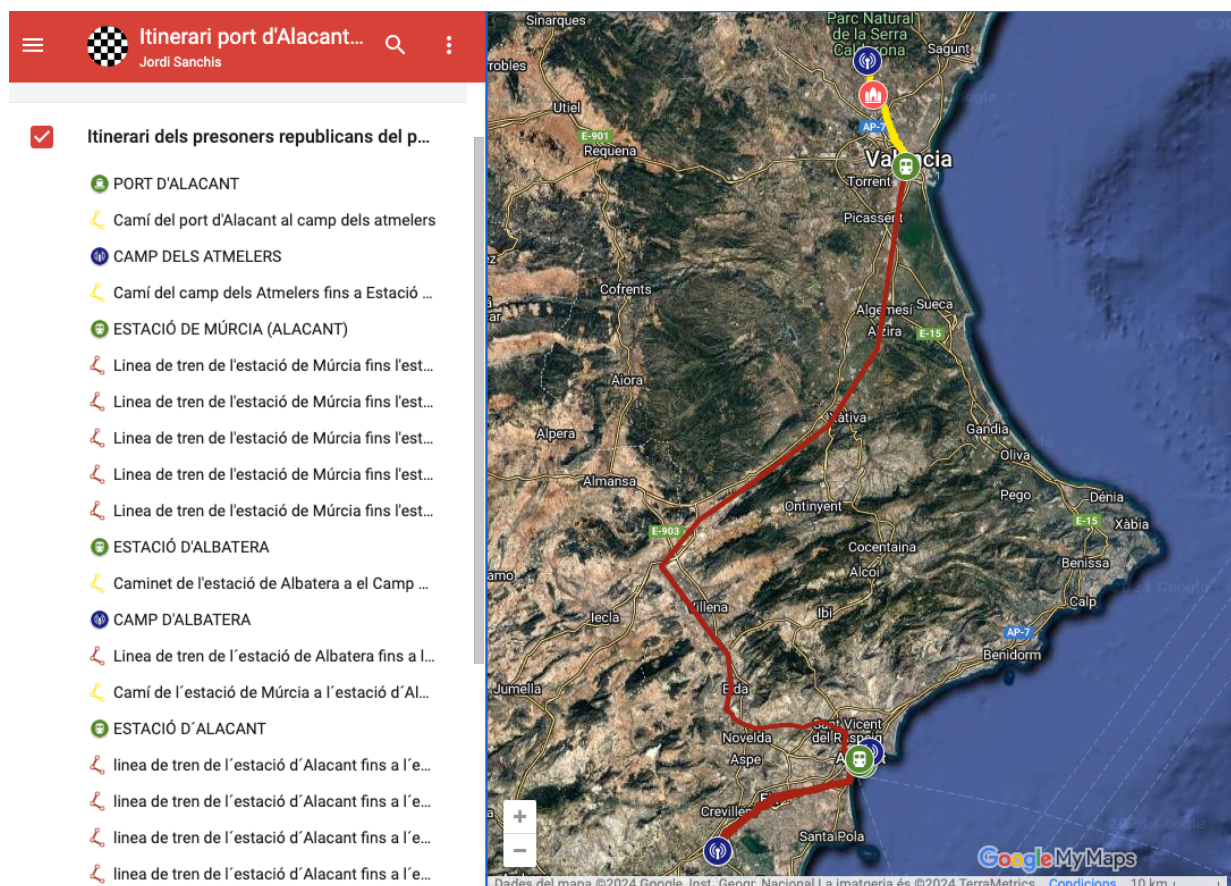 Itinerari port d'Alacant...
Jordi Sanchis
Itinerari dels presoners republicans del p...
PORT D'ALACANT
Camí del port d'Alacant al camp dels atmelers
CAMP DELS ATMELERS
Camí del camp dels Atmelers fins a Estació ...
ESTACIÓ DE MÚRCIA (ALACANT)
Linea de tren de l'estació de Múrcia fins l'est...
Linea de tren de l'estació de Múrcia fins l'est...
Linea de tren de l'estació de Múrcia fins l'est...
Linea de tren de l'estació de Múrcia fins l'est...
Linea de tren de l'estació de Múrcia fins l'est...
ESTACIÓ D'ALBATERA
Caminet de l'estació de Albatera a el Camp ...
CAMP D'ALBATERA
Linea de tren de l´estació de Albatera fins a l...
Camí de l´estació de Múrcia a l´estació d´Al...
ESTACIÓ D´ALACANT
linea de tren de l´estació d´Alacant fins a l´e...
linea de tren de l´estació d´Alacant fins a l´e...
linea de tren de l´estació d´Alacant fins a l´e...
linea de tren de l´estació d´Alacant fins a l´e...
Sinarques
Parc Natural
de la Serra
Calderona
Sagunt
robles
Utiel
E-901
Requena
AP-7
València
Torrent
Picassent
Cofrents
Algemesí
Sueca
Alzira
E-15
Aiora
Xàtiva
Alpera
Gandia
Oliva
Almansa
Pego
Dénia
Ontinyent
E-15
Xàbia
E-903
Cocentaina
Benissa
Alcoi
Calp
Villena
Ibi
Iecla
AP-7
Benidorm
Jumella
Elda
Sant Vicent
del Raspeig
Novelda
Aspe
Crevillent
Santa Pola
+
−
Google My Maps
Dades del mapa ©2024 Google, Inst. Geogr. Nacional La imatgeria és ©2024 TerraMetrics
Condicions
10 km